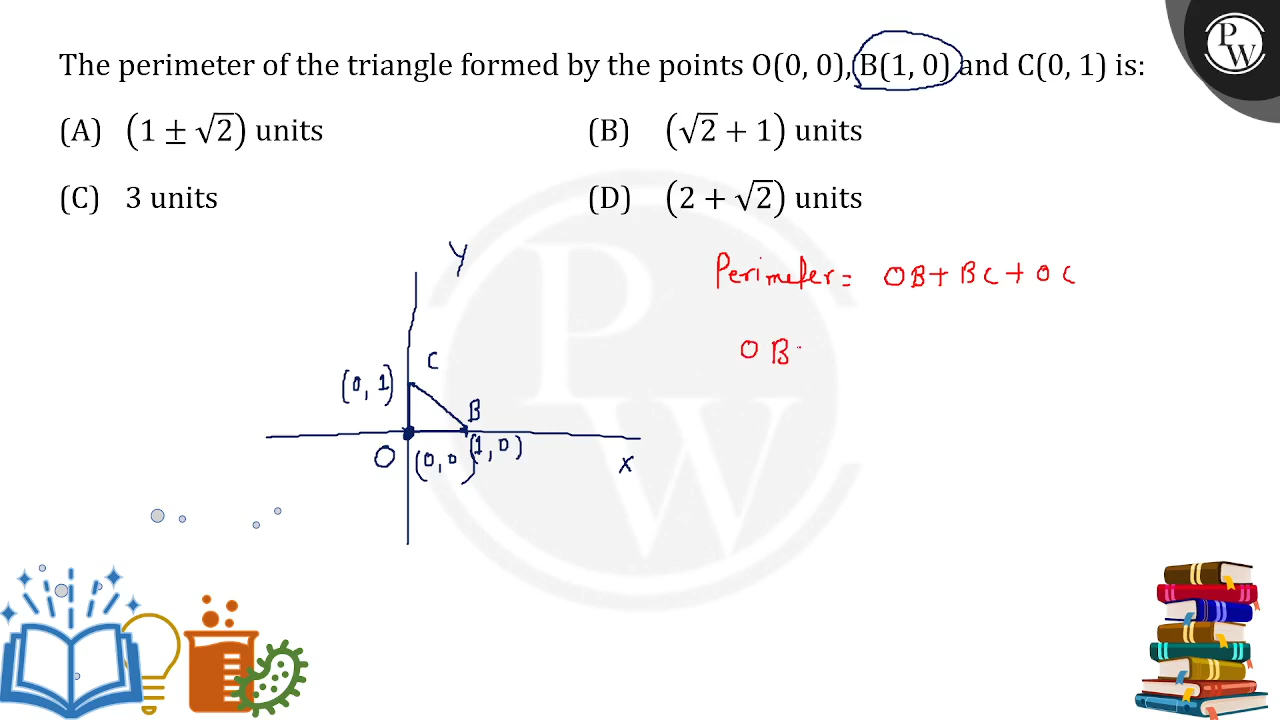 The perimeter of the triangle formed by the points O(0, 0), B(1, 0) and C(0, 1) is:
(A) (1 ± √2) units
(B) (√2 + 1) units
(C) 3 units
(D) (2 + √2) units
Perimeter = OB + BC + OC
OB
Y
C
(0, 1)
B
O
(0, 0)
(1, 0)
X
PW
PW